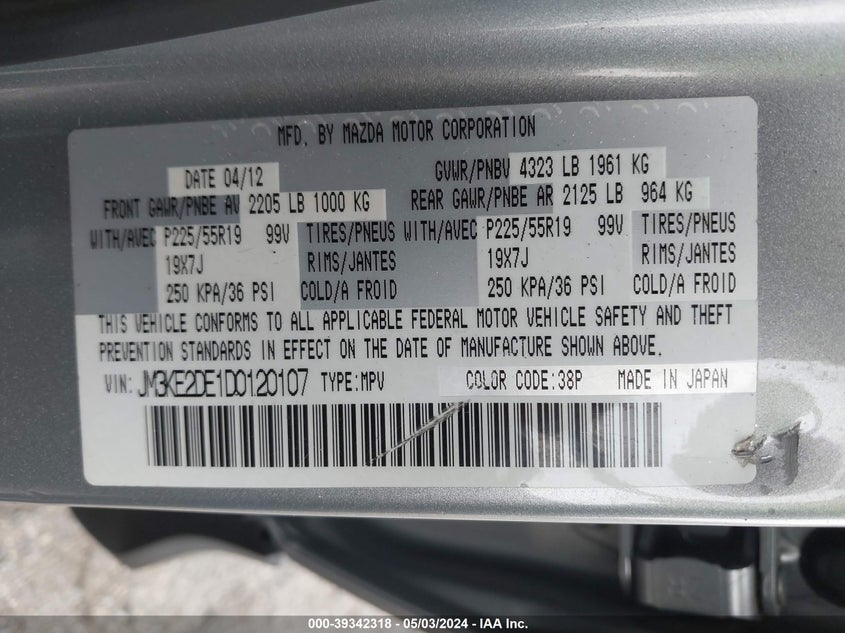 MFD. BY MAZDA MOTOR CORPORATION
DATE 04/12 GVWR/PNBV 4323 LB 1961 KG
FRONT GAWR/PNBE AV 2205 LB 1000 KG REAR GAWR/PNBE AR 2125 LB 964 KG
WITH/AVEC P225/55R19 99V TIRES/PNEUS WITH/AVEC P225/55R19 99V TIRES/PNEUS
19X7J RIMS/JANTES 19X7J RIMS/JANTES
250 KPA/36 PSI COLD/A FROID 250 KPA/36 PSI COLD/A FROID
THIS VEHICLE CONFORMS TO ALL APPLICABLE FEDERAL MOTOR VEHICLE SAFETY AND THEFT
PREVENTION STANDARDS IN EFFECT ON THE DATE OF MANUFACTURE SHOWN ABOVE.
VIN: JM3KE2DE1D0120107 TYPE:MPV COLOR CODE:38P MADE IN JAPAN
000-39342318 - 05/03/2024 - IAA Inc.